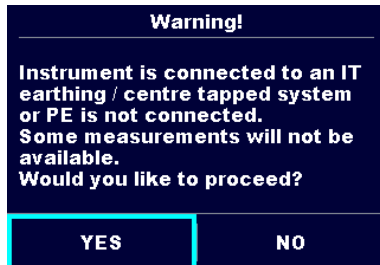 Warning!
Instrument is connected to an IT
earthing / centre tapped system
or PE is not connected.
Some measurements will not be
available.
Would you like to proceed?
YES
NO